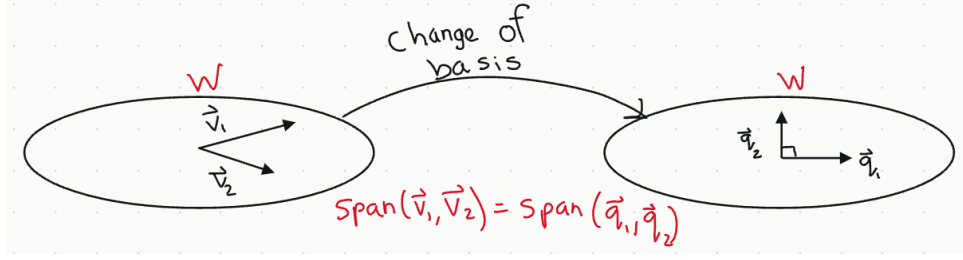 change of
basis
W
W
v⃗₁
v⃗₂
q⃗₂
q⃗₁
span(v⃗₁, v⃗₂) = span(q⃗₁, q⃗₂)